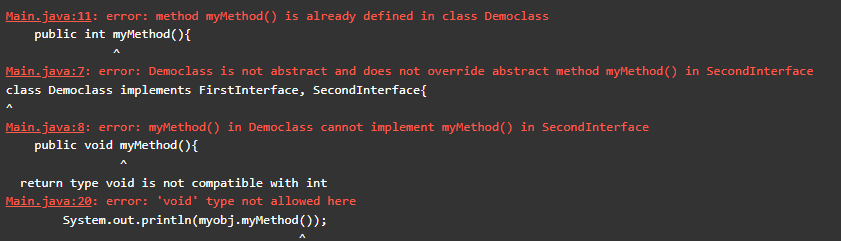 Main.java:11: error: method myMethod() is already defined in class Democlass
    public int myMethod(){
               ^
Main.java:7: error: Democlass is not abstract and does not override abstract method myMethod() in SecondInterface
class Democlass implements FirstInterface, SecondInterface{
^
Main.java:8: error: myMethod() in Democlass cannot implement myMethod() in SecondInterface
    public void myMethod(){
                ^
  return type void is not compatible with int
Main.java:20: error: 'void' type not allowed here
        System.out.println(myobj.myMethod());
                                         ^